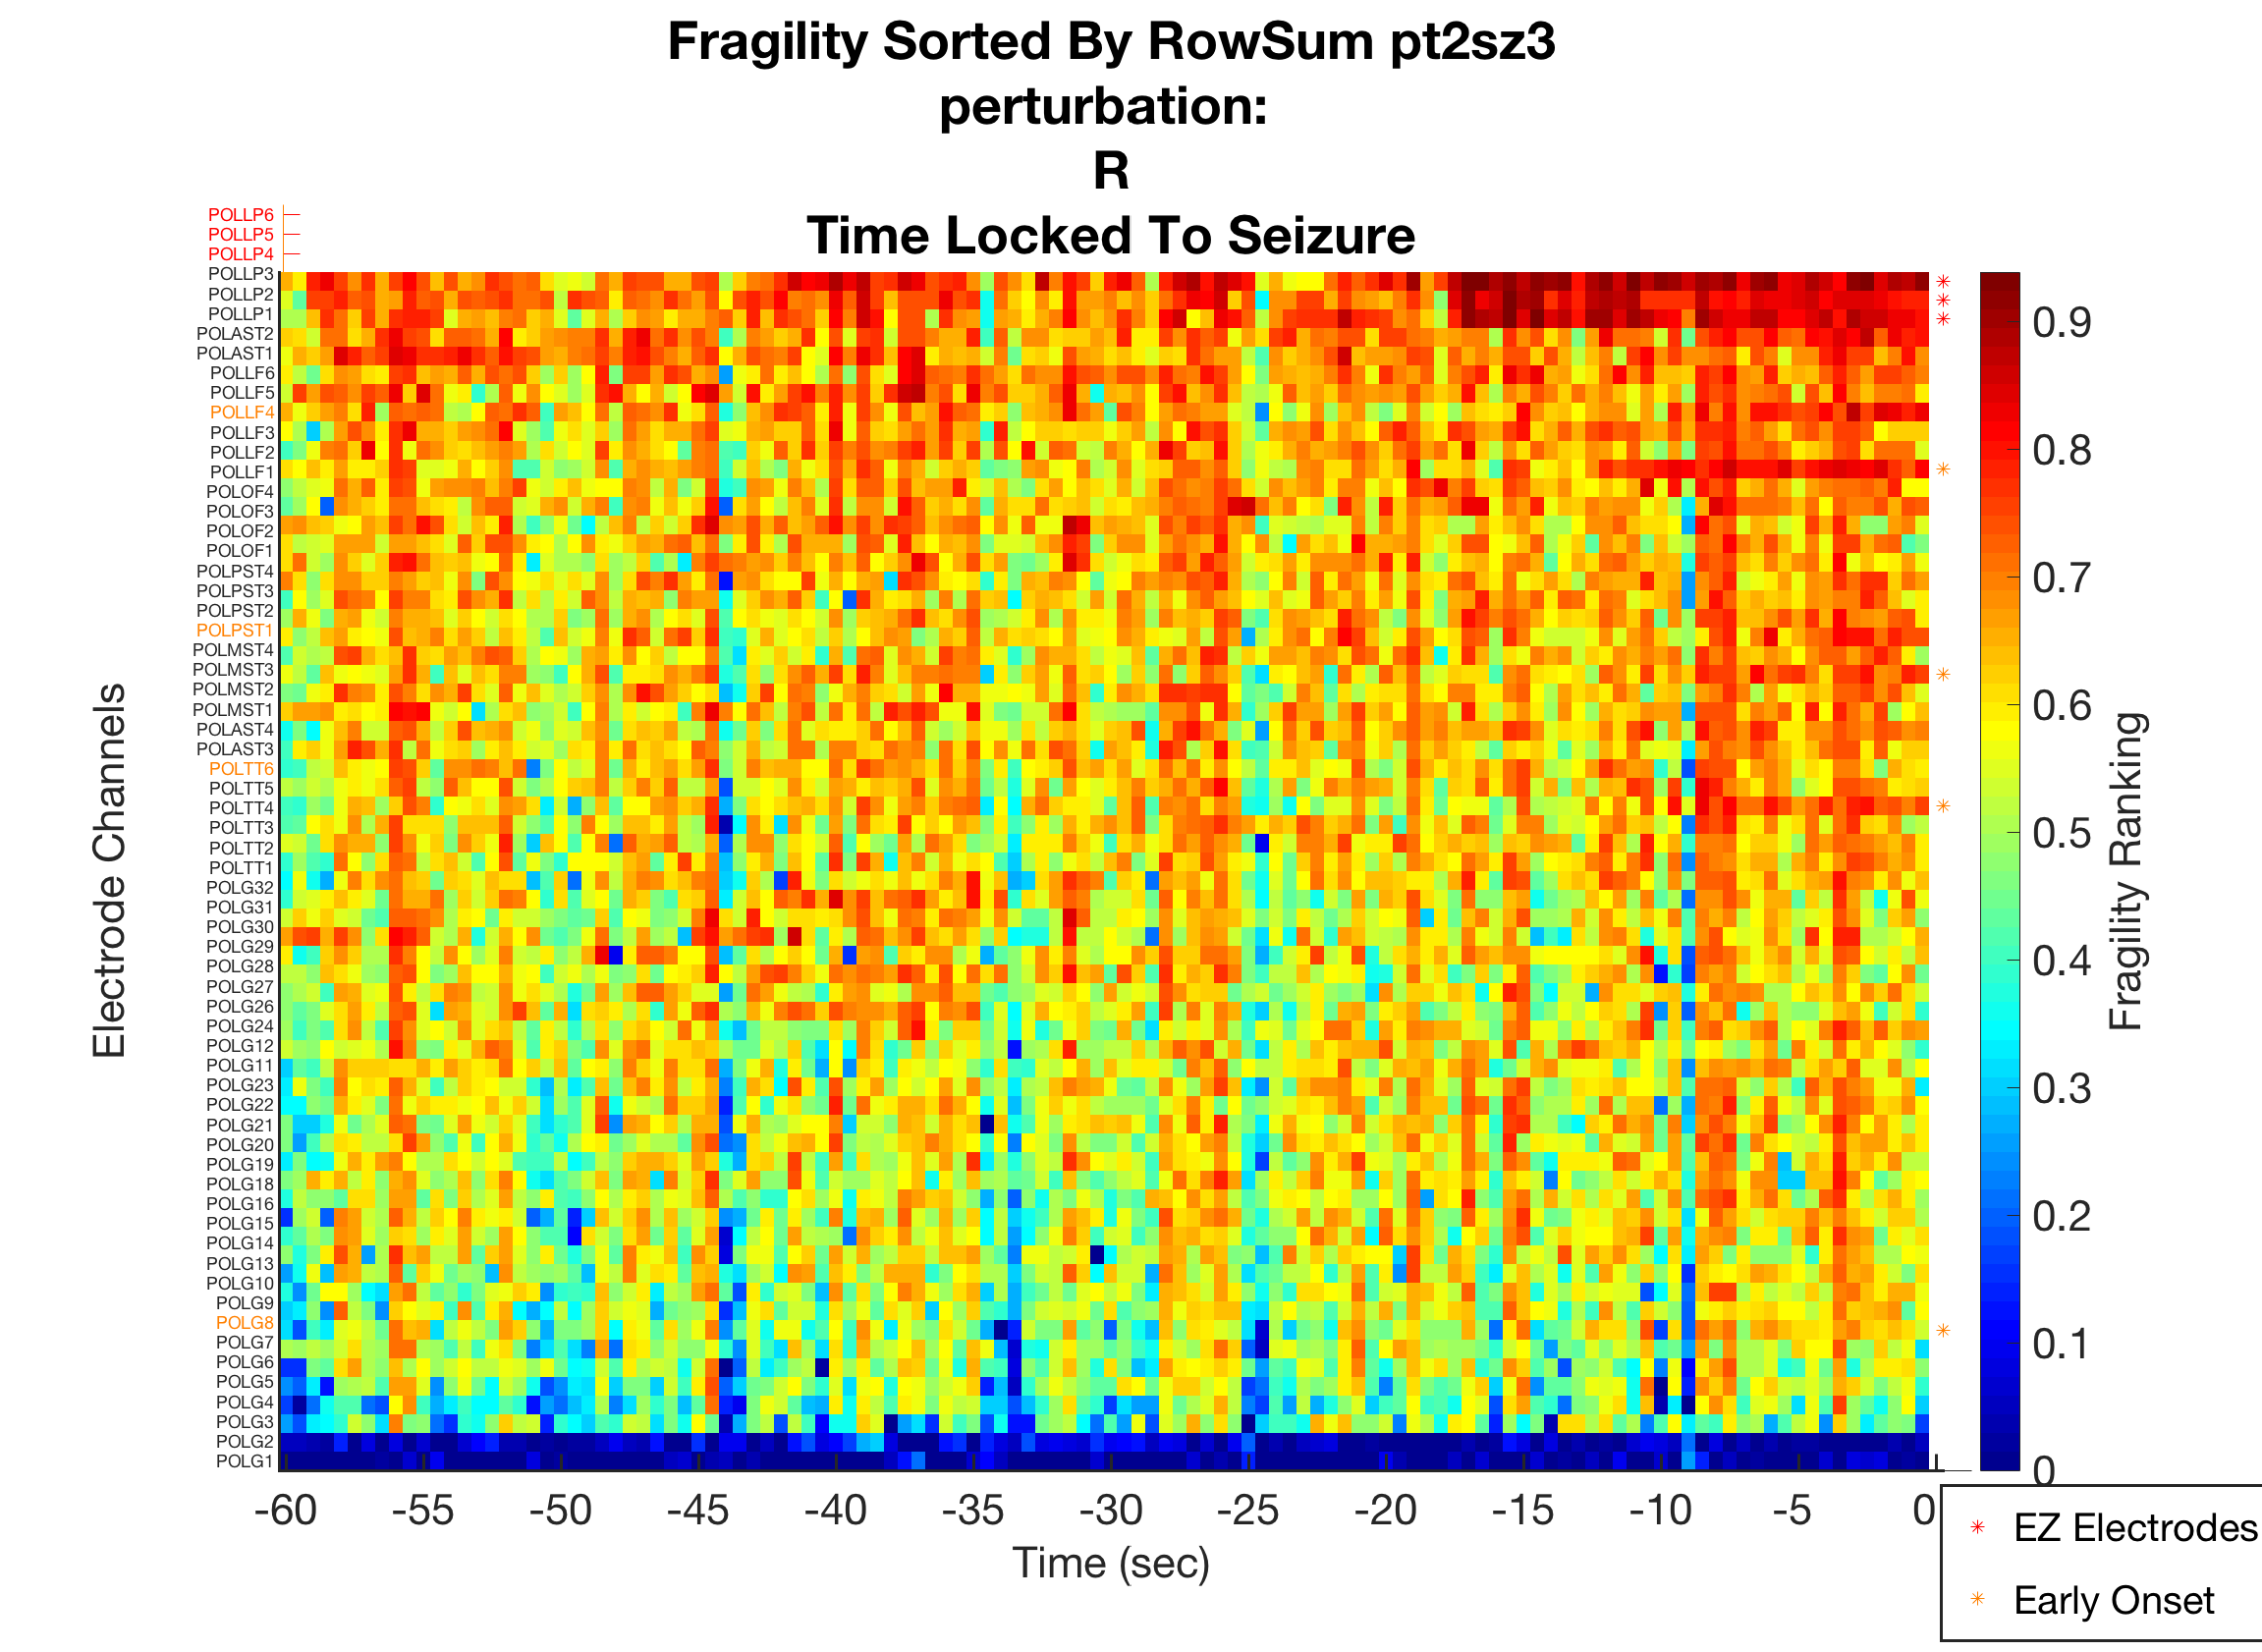 Fragility Sorted By RowSum pt2sz3
perturbation:
R
Time Locked To Seizure
POLLP6
POLLP5
POLLP4
POLLP3
POLLP2
POLLP1
POLAST2
POLAST1
POLLF6
POLLF5
POLLF4
POLLF3
POLLF2
POLLF1
POLOF4
POLOF3
POLOF2
POLOF1
POLPST4
POLPST3
POLPST2
POLPST1
POLMST4
POLMST3
POLMST2
POLMST1
POLAST4
POLAST3
POLTT6
POLTT5
POLTT4
POLTT3
POLTT2
POLTT1
POLG32
POLG31
POLG30
POLG29
POLG28
POLG27
POLG26
POLG24
POLG12
POLG11
POLG23
POLG22
POLG21
POLG20
POLG19
POLG18
POLG16
POLG15
POLG14
POLG13
POLG10
POLG9
POLG8
POLG7
POLG6
POLG5
POLG4
POLG3
POLG2
POLG1
Electrode Channels
-60 -55 -50 -45 -40 -35 -30 -25 -20 -15 -10 -5 0
Time (sec)
0.9
0.8
0.7
0.6
0.5
0.4
0.3
0.2
0.1
0
Fragility Ranking
EZ Electrodes
Early Onset